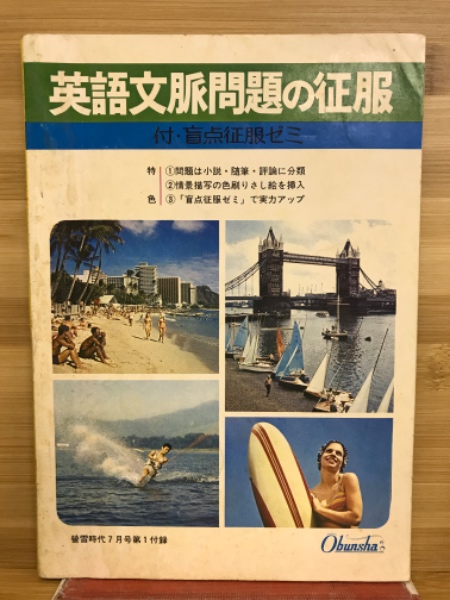 英語文脈問題の征服
付・盲点征服ゼミ
特色
①問題は小説・随筆・評論に分類
②情景描写の色刷りさし絵を挿入
③「盲点征服ゼミ」で実力アップ
螢雪時代7月号第1付録
Obunsha